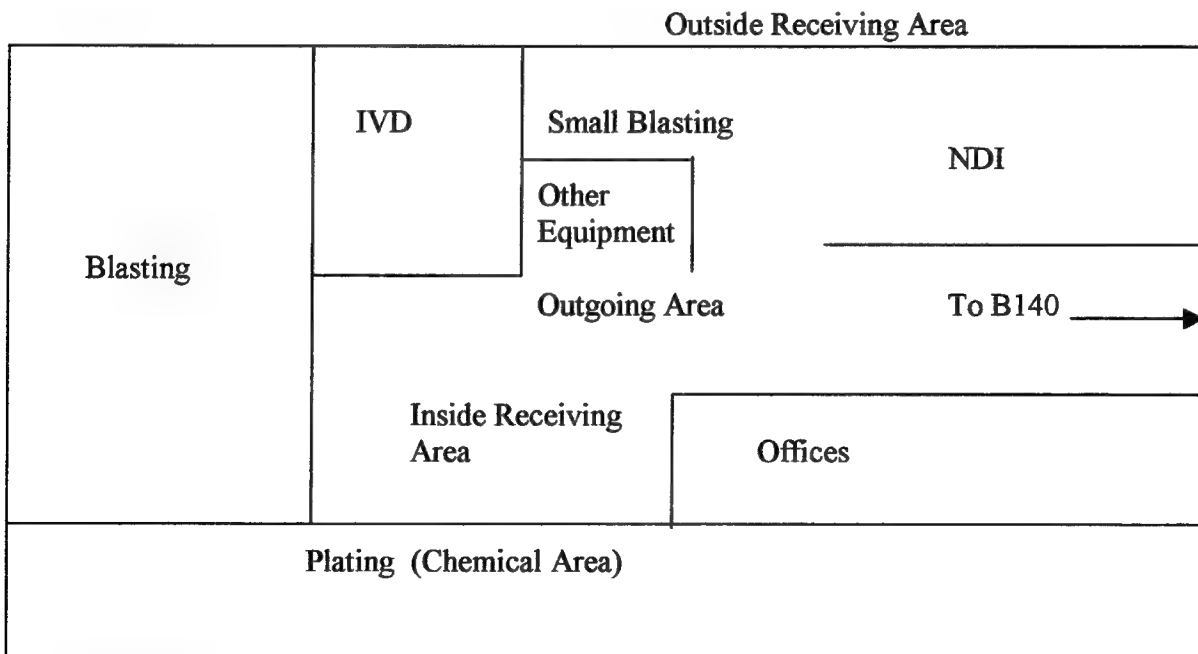 Outside Receiving Area
IVD
Small Blasting
NDI
Other
Equipment
Blasting
Outgoing Area
To B140
Inside Receiving
Area
Offices
Plating (Chemical Area)